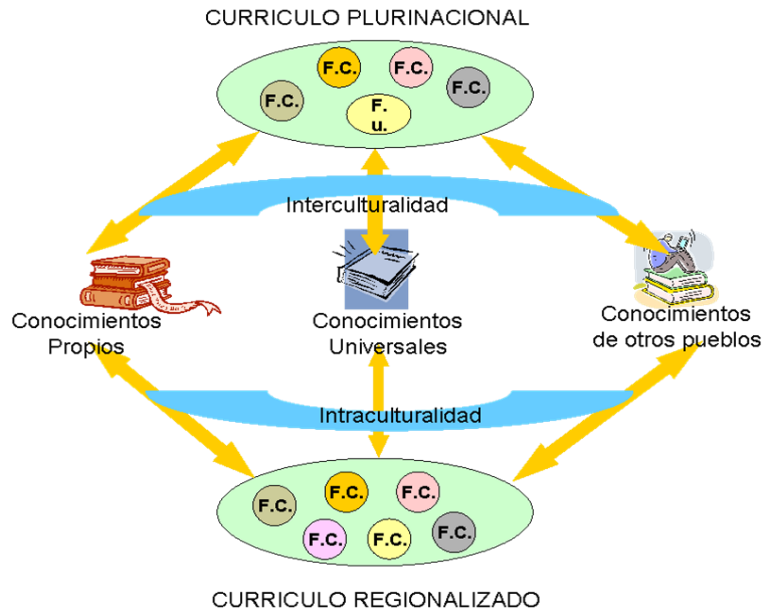 CURRICULO PLURINACIONAL
F.C.
F.C.
F.C.
F.C.
F.
u.
Interculturalidad
Conocimientos
Propios
Conocimientos
Universales
Conocimientos
de otros pueblos
Intraculturalidad
F.C.
F.C.
F.C.
F.C.
F.C.
F.C.
CURRICULO REGIONALIZADO